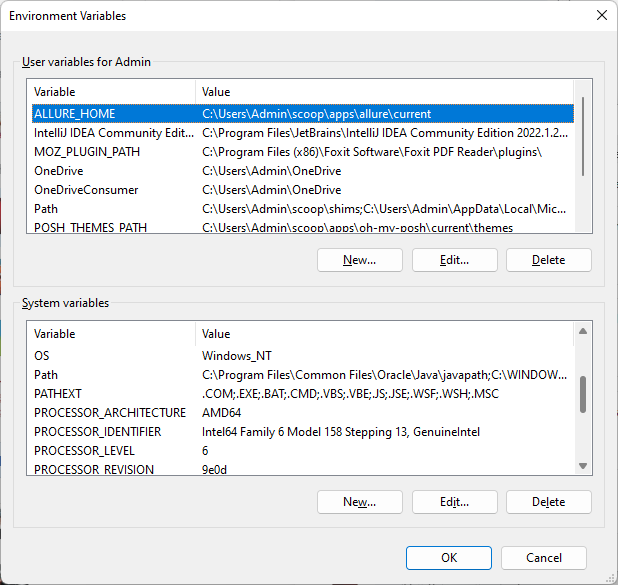 Environment Variables
User variables for Admin
Variable Value
ALLURE_HOME C:\Users\Admin\scoop\apps\allure\current
IntelliJ IDEA Community Edit... C:\Program Files\JetBrains\IntelliJ IDEA Community Edition 2022.1.2...
MOZ_PLUGIN_PATH C:\Program Files (x86)\Foxit Software\Foxit PDF Reader\plugins\
OneDrive C:\Users\Admin\OneDrive
OneDriveConsumer C:\Users\Admin\OneDrive
Path C:\Users\Admin\scoop\shims;C:\Users\Admin\AppData\Local\Mic...
POSH_THEMES_PATH C:\Users\Admin\scoop\apps\oh-my-posh\current\themes
New... Edit... Delete
System variables
Variable Value
OS Windows_NT
Path C:\Program Files\Common Files\Oracle\Java\javapath;C:\WINDOW...
PATHEXT .COM;.EXE;.BAT;.CMD;.VBS;.VBE;.JS;.JSE;.WSF;.WSH;.MSC
PROCESSOR_ARCHITECTURE AMD64
PROCESSOR_IDENTIFIER Intel64 Family 6 Model 158 Stepping 13, GenuineIntel
PROCESSOR_LEVEL 6
PROCESSOR_REVISION 9e0d
New... Edit... Delete
OK Cancel